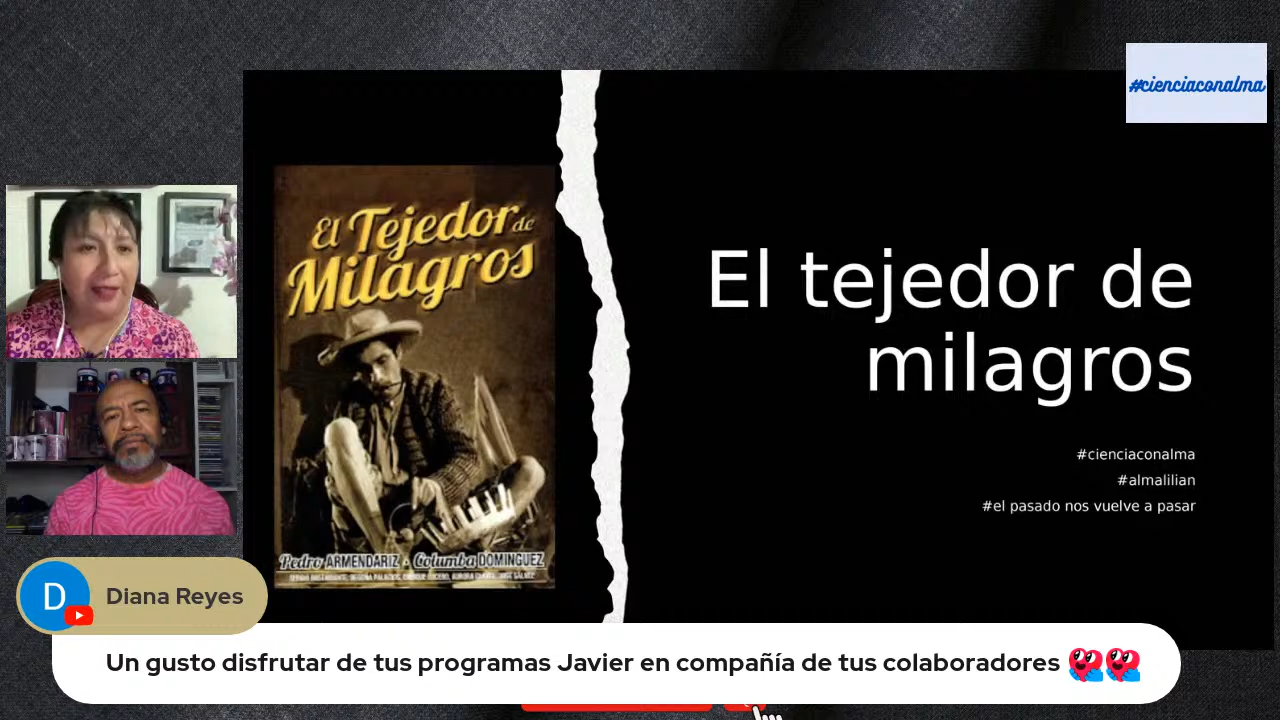 #cienciaconalma
El Tejedor de
Milagros
Pedro ARMENDARIZ . Columba DOMINGUEZ
El tejedor de
milagros
#cienciaconalma
#almalilian
#el pasado nos vuelve a pasar
Diana Reyes
Un gusto disfrutar de tus programas Javier en compañía de tus colaboradores